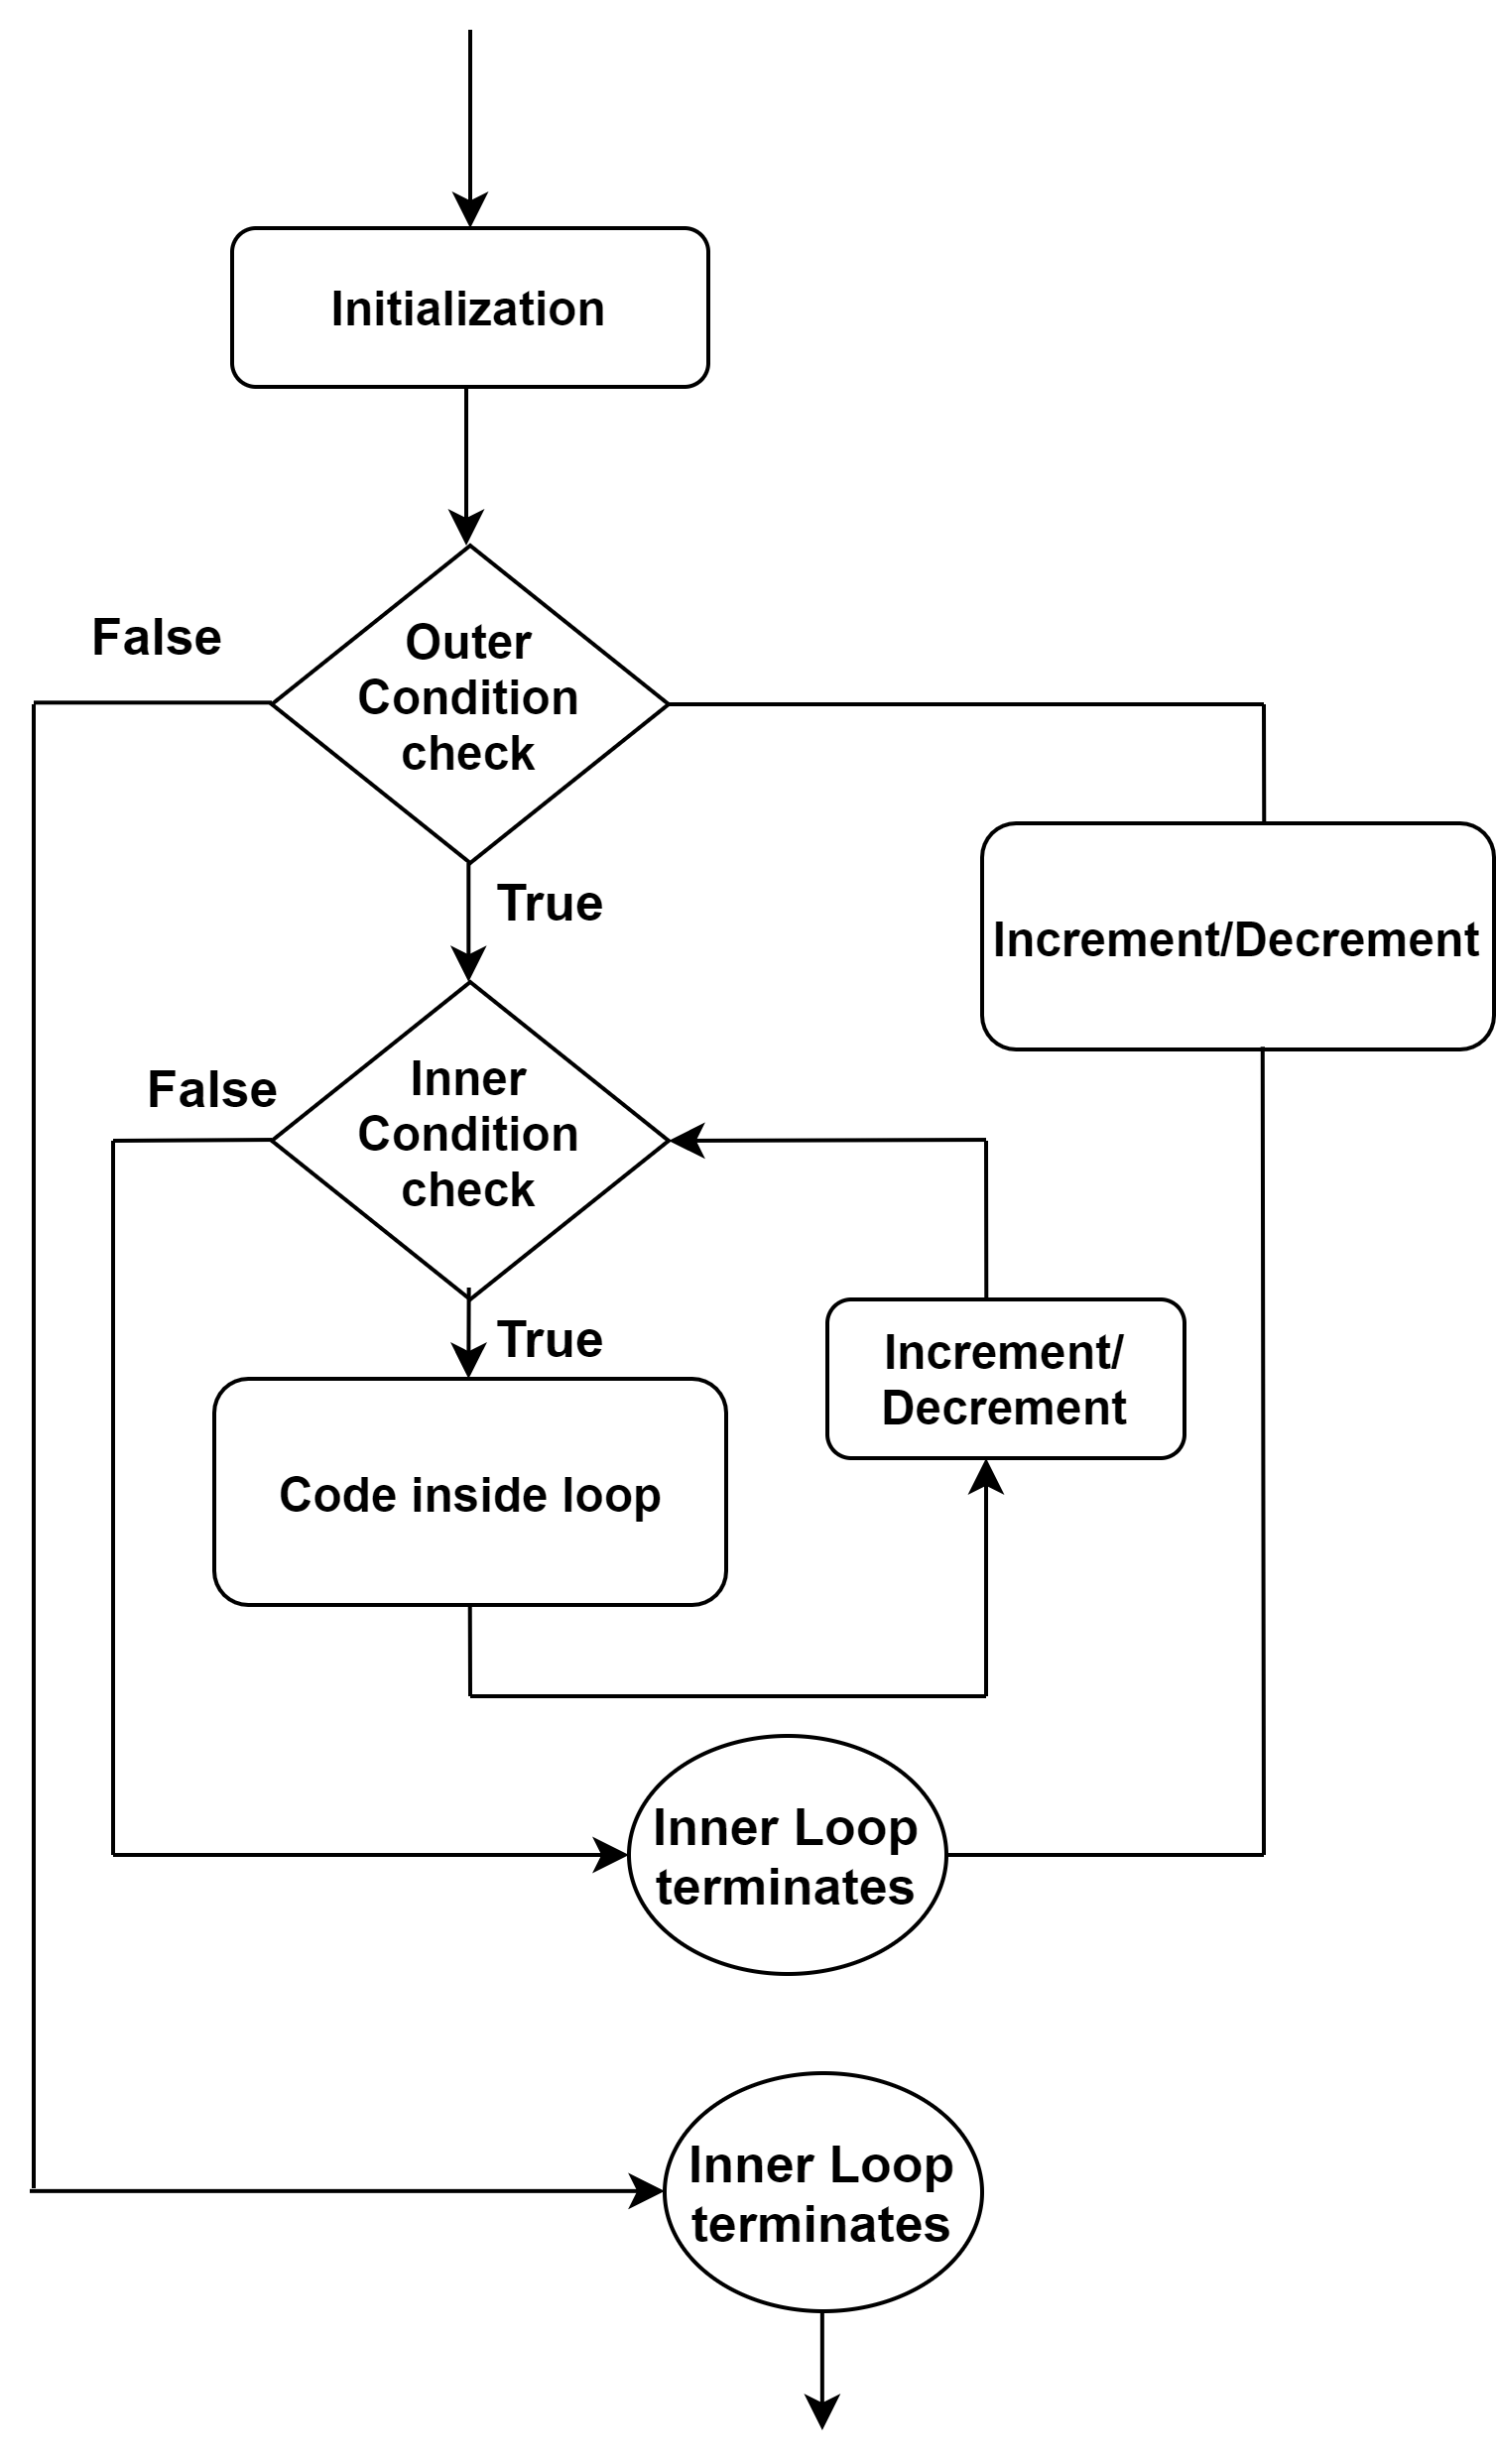 Initialization
False
Outer
Condition
check
True
Increment/Decrement
False
Inner
Condition
check
True
Increment/
Decrement
Code inside loop
Inner Loop
terminates
Inner Loop
terminates